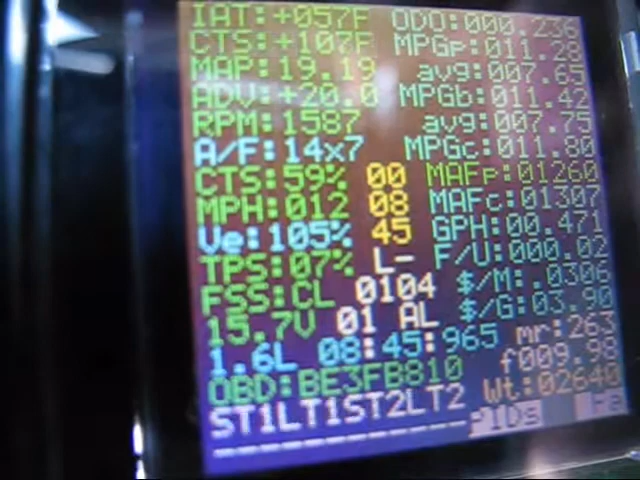 IAT:+057F ODO:000.236
CTS:+107F MPGp:011.28
MAP:19.19 avg:007.65
ADV:+20.0 MPGb:011.42
RPM:1587 avg:007.75
A/F:14x7 MPGc:011.80
CTS:59% 00 MAFp:01260
MPH:012 08 MAFc:01307
Ve:105% 45 GPH:00.471
TPS:07% L- F/U:000.02
FSS:CL 0104 $/M:.0306
15.7V 01 AL $/G:03.90
1.6L 08:45:965 mr:263
OBD:BE3FB810 f009.98
ST1LT1ST2LT2 Wt:02640
------------ PIDs